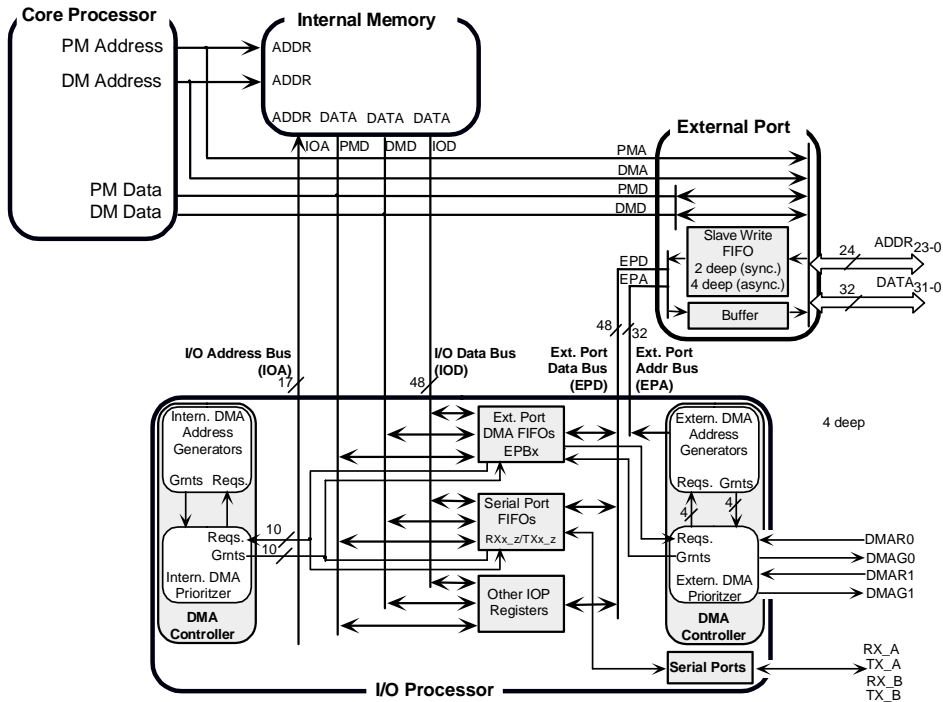 Core Processor
PM Address
DM Address
PM Data
DM Data
Internal Memory
ADDR
ADDR
ADDR DATA DATA DATA
IOA PMD DMD IOD
External Port
PMA
DMA
PMD
DMD
Slave Write
FIFO
2 deep (sync.)
4 deep (async.)
Buffer
EPD
EPA
24
ADDR23-0
32
DATA31-0
48
32
I/O Address Bus
(IOA)
17
I/O Data Bus
(IOD)
48
Ext. Port
Data Bus
(EPD)
Ext. Port
Addr Bus
(EPA)
Intern. DMA
Address
Generators
Grnts Reqs.
Reqs.
Grnts
Intern. DMA
Prioritzer
DMA
Controller
10
10
Ext. Port
DMA FIFOs
EPBx
Serial Port
FIFOs
RXx_z/TXx_z
Other IOP
Registers
Extern. DMA
Address
Generators
Reqs. Grnts
4
4
Reqs.
Grnts
Extern. DMA
Prioritzer
DMA
Controller
4 deep
DMAR0
DMAG0
DMAR1
DMAG1
Serial Ports
RX_A
TX_A
RX_B
TX_B
I/O Processor